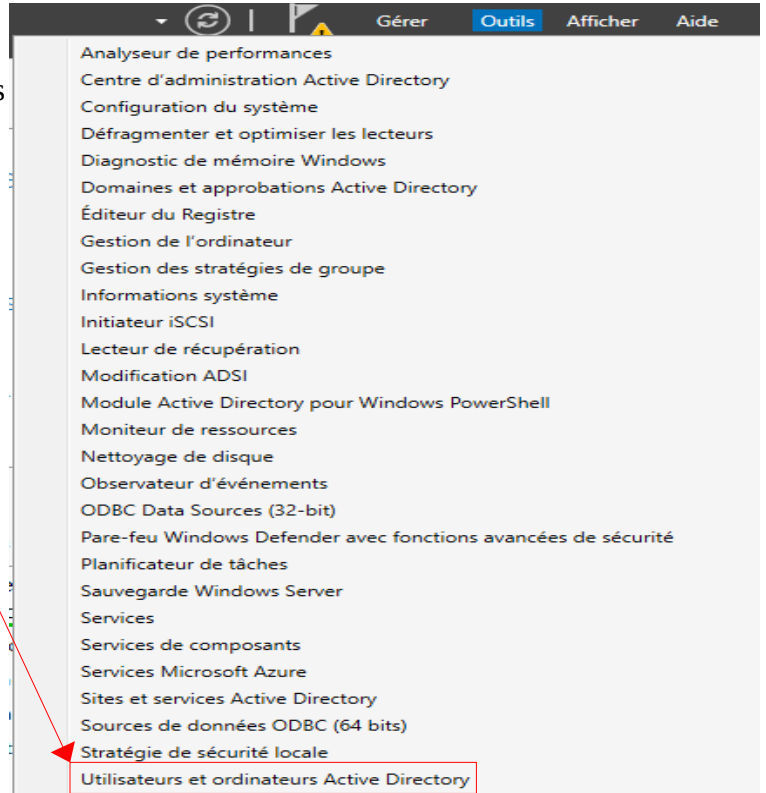 Gérer Outils Afficher Aide
Analyseur de performances
Centre d'administration Active Directory
Configuration du système
Défragmenter et optimiser les lecteurs
Diagnostic de mémoire Windows
Domaines et approbations Active Directory
Éditeur du Registre
Gestion de l'ordinateur
Gestion des stratégies de groupe
Informations système
Initiateur iSCSI
Lecteur de récupération
Modification ADSI
Module Active Directory pour Windows PowerShell
Moniteur de ressources
Nettoyage de disque
Observateur d'événements
ODBC Data Sources (32-bit)
Pare-feu Windows Defender avec fonctions avancées de sécurité
Planificateur de tâches
Sauvegarde Windows Server
Services
Services de composants
Services Microsoft Azure
Sites et services Active Directory
Sources de données ODBC (64 bits)
Stratégie de sécurité locale
Utilisateurs et ordinateurs Active Directory